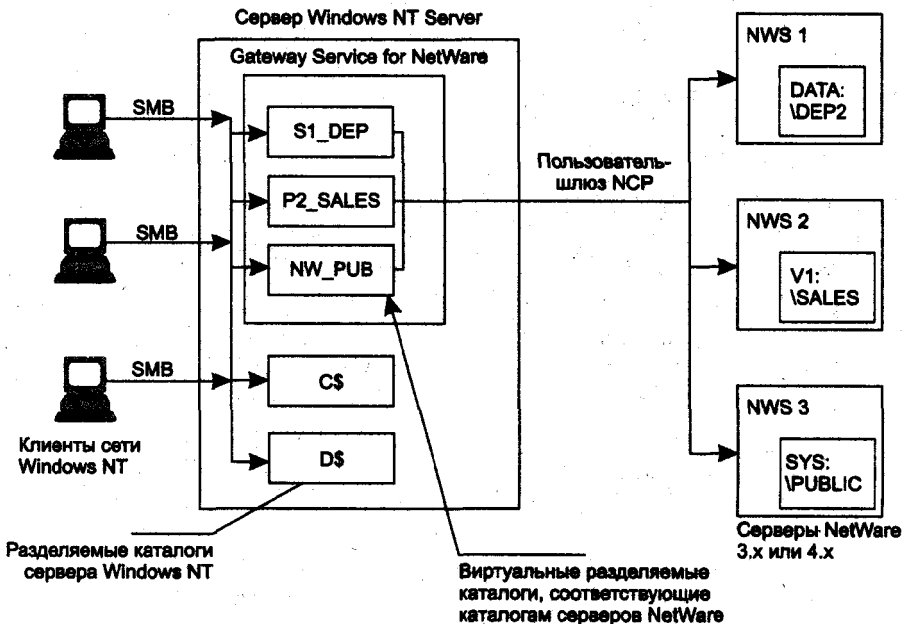 Сервер Windows NT Server
Gateway Service for NetWare
SMB
SMB
SMB
Клиенты сети
Windows NT
S1_DEP
P2_SALES
NW_PUB
C$
D$
Разделяемые каталоги
сервера Windows NT
Пользователь-
шлюз NCP
Виртуальные разделяемые
каталоги, соответствующие
каталогам серверов NetWare
NWS 1
DATA:
\DEP2
NWS 2
V1:
\SALES
NWS 3
SYS:
\PUBLIC
Серверы NetWare
3.x или 4.x